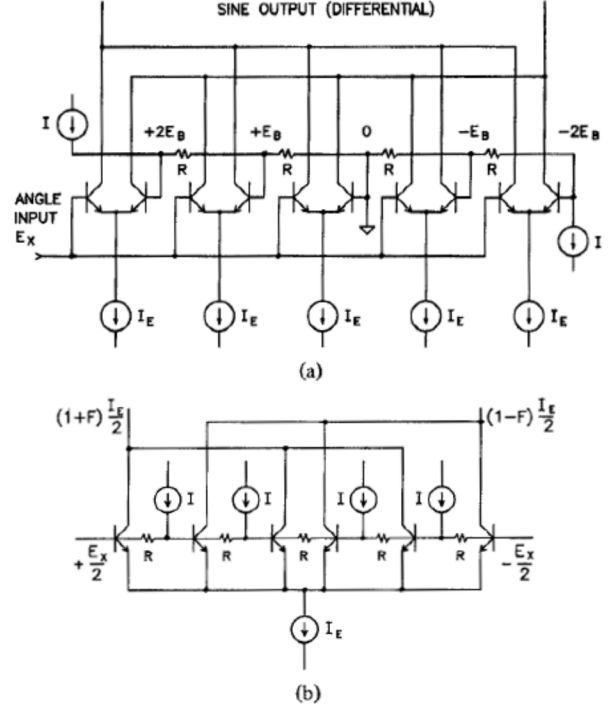 SINE OUTPUT (DIFFERENTIAL)
I
+2E_B
+E_B
0
-E_B
-2E_B
R
R
R
R
ANGLE
INPUT
E_X
I
I_E
I_E
I_E
I_E
I_E
(a)
(1+F) I_E/2
(1-F) I_E/2
I
I
I
I
R
R
R
R
R
+ E_X/2
- E_X/2
I_E
(b)